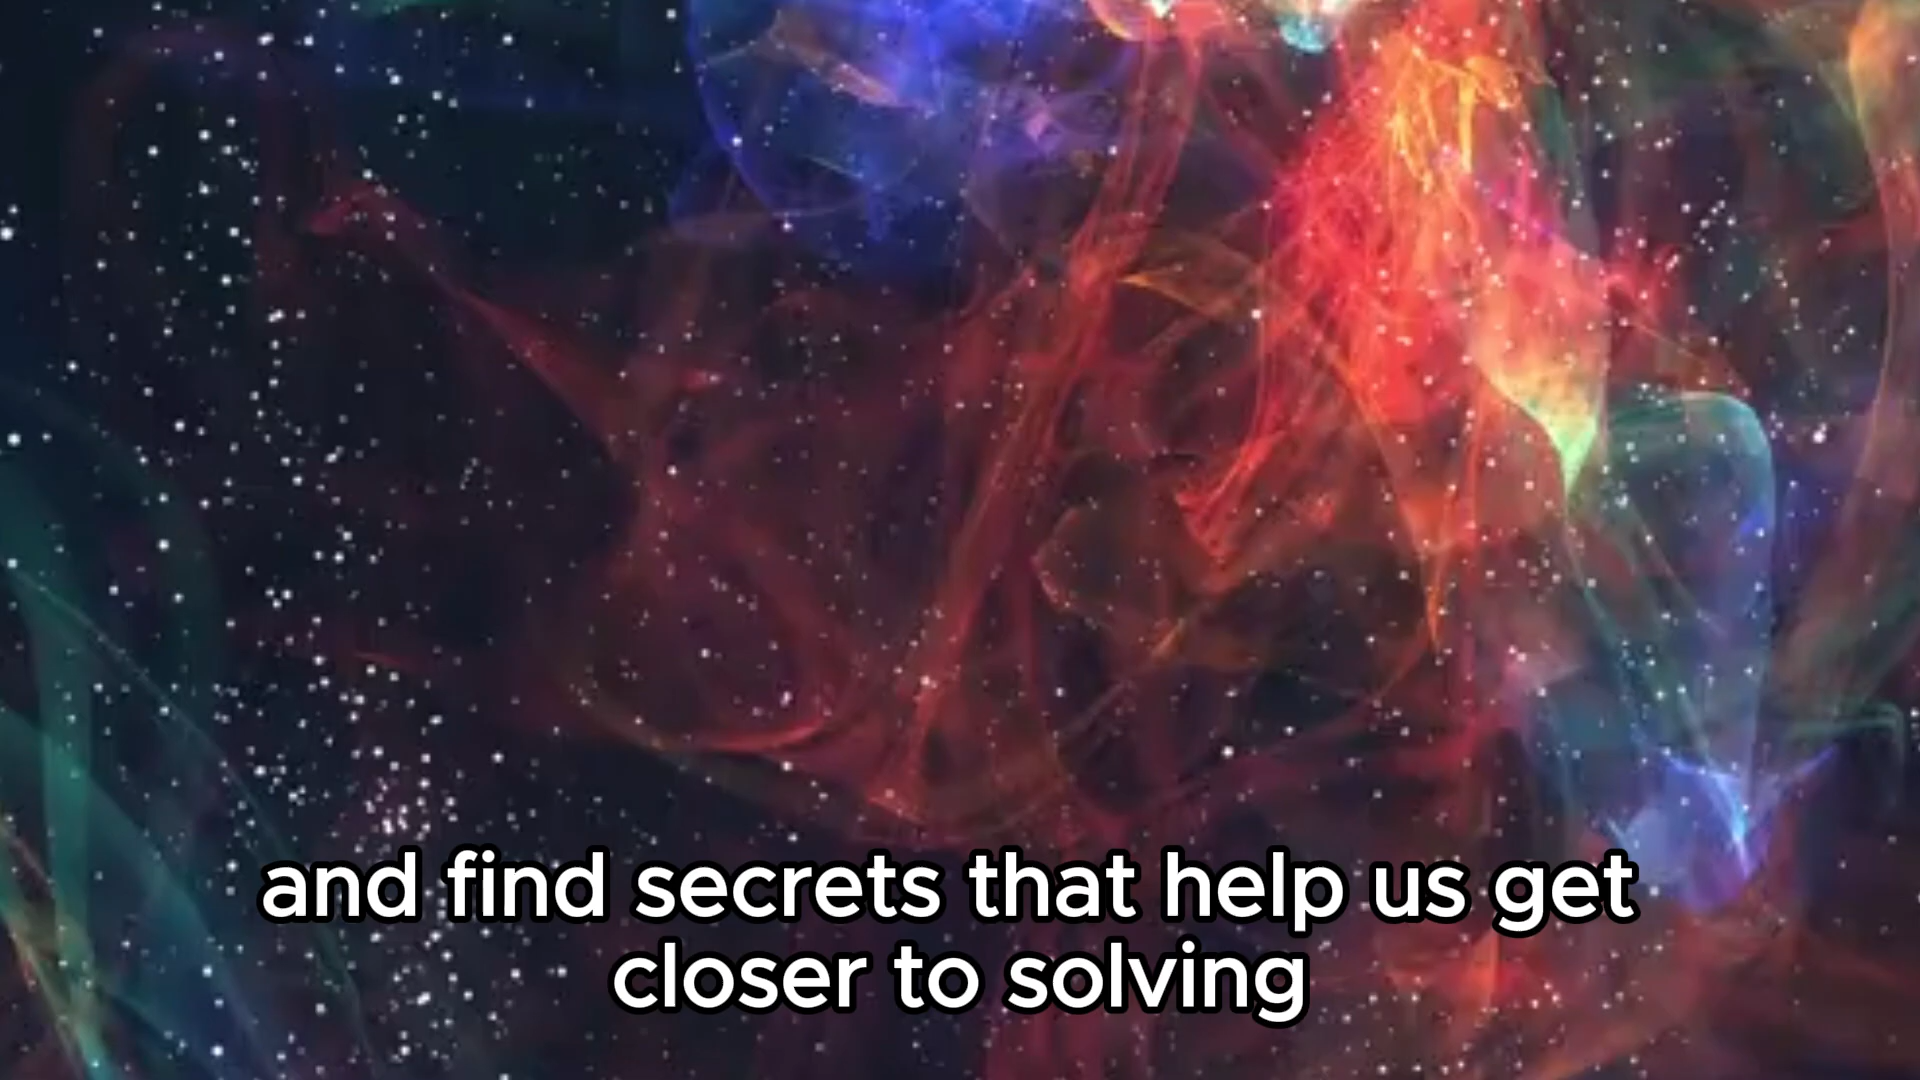 and find secrets that help us get
closer to solving